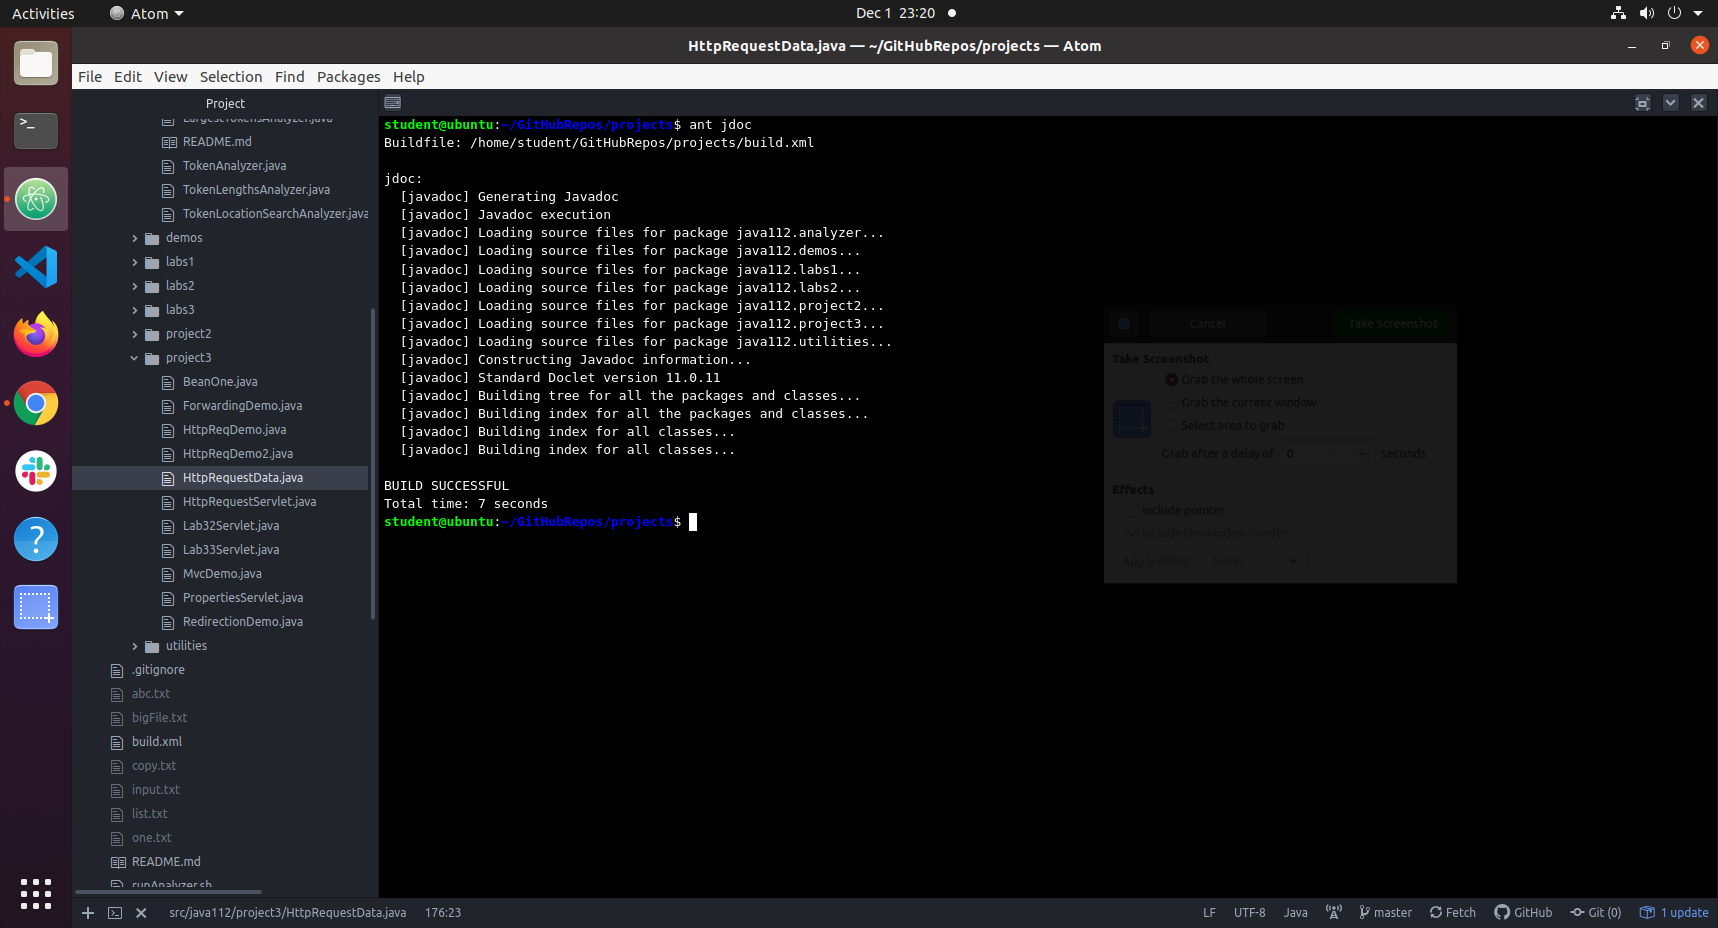 Activities
Atom
Dec 1 23:20
HttpRequestData.java — ~/GitHubRepos/projects — Atom
File Edit View Selection Find Packages Help
Project
LargestTokensAnalyzer.java
README.md
TokenAnalyzer.java
TokenLengthsAnalyzer.java
TokenLocationSearchAnalyzer.java
demos
labs1
labs2
labs3
project2
project3
BeanOne.java
ForwardingDemo.java
HttpReqDemo.java
HttpReqDemo2.java
HttpRequestData.java
HttpRequestServlet.java
Lab32Servlet.java
Lab33Servlet.java
MvcDemo.java
PropertiesServlet.java
RedirectionDemo.java
utilities
.gitignore
abc.txt
bigFile.txt
build.xml
copy.txt
input.txt
list.txt
one.txt
README.md
runAnalyzer.sh
student@ubuntu:~/GitHubRepos/projects$ ant jdoc
Buildfile: /home/student/GitHubRepos/projects/build.xml
jdoc:
[javadoc] Generating Javadoc
[javadoc] Javadoc execution
[javadoc] Loading source files for package java112.analyzer...
[javadoc] Loading source files for package java112.demos...
[javadoc] Loading source files for package java112.labs1...
[javadoc] Loading source files for package java112.labs2...
[javadoc] Loading source files for package java112.project2...
[javadoc] Loading source files for package java112.project3...
[javadoc] Loading source files for package java112.utilities...
[javadoc] Constructing Javadoc information...
[javadoc] Standard Doclet version 11.0.11
[javadoc] Building tree for all the packages and classes...
[javadoc] Building index for all the packages and classes...
[javadoc] Building index for all classes...
[javadoc] Building index for all classes...
BUILD SUCCESSFUL
Total time: 7 seconds
student@ubuntu:~/GitHubRepos/projects$
Cancel
Take Screenshot
Take Screenshot
Grab the whole screen
Grab the current window
Select area to grab
Grab after a delay of 0 + seconds
Effects
Include pointer
Include the window border
Apply effect: None
src/java112/project3/HttpRequestData.java 176:23
LF UTF-8 Java master Fetch GitHub Git (0) 1 update